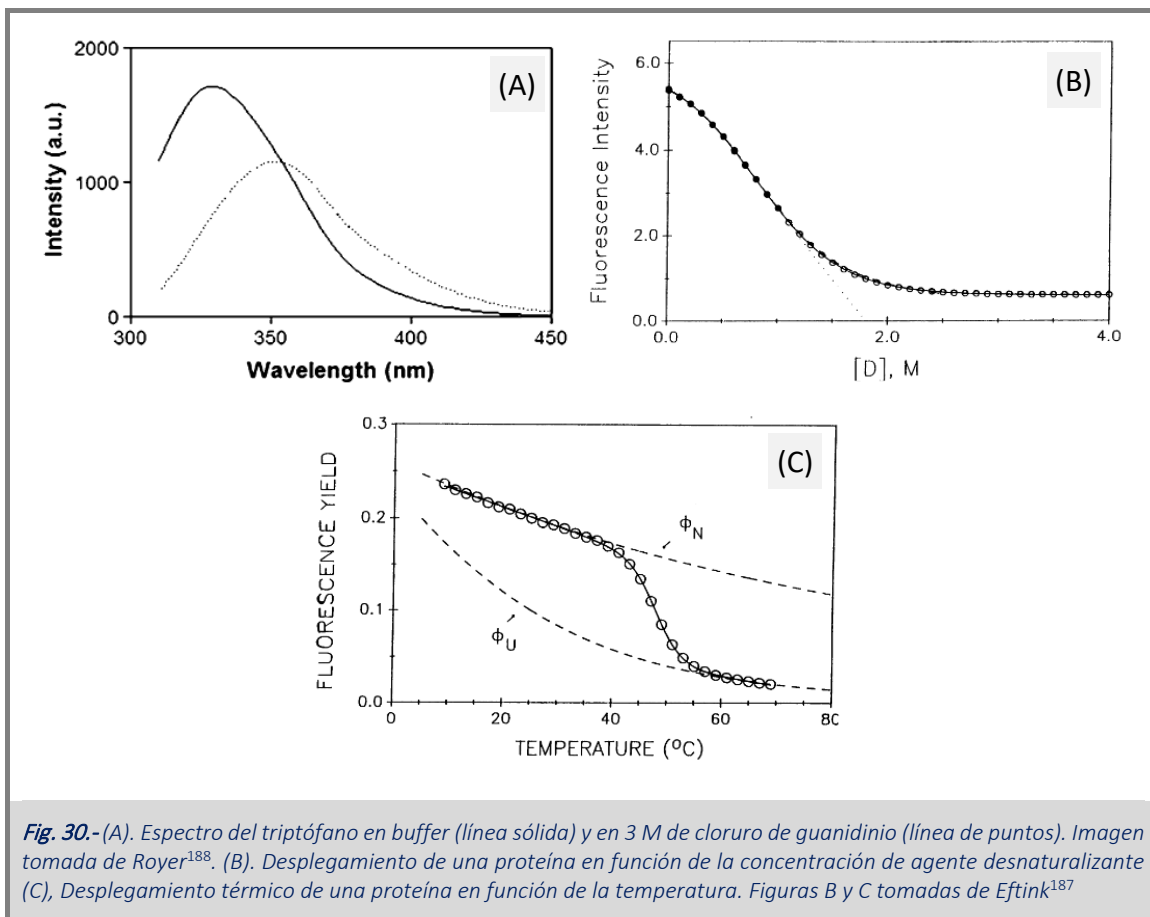 2000
1000
0
300
350
400
450
Intensity (a.u.)
Wavelength (nm)
(A)
6.0
4.0
2.0
0.0
0.0
2.0
4.0
Fluorescence Intensity
[D], M
(B)
0.3
0.2
0.1
0.0
0
20
40
60
80
FLUORESCENCE YIELD
TEMPERATURE (°C)
ϕN
ϕU
(C)
Fig. 30.- (A). Espectro del triptófano en buffer (línea sólida) y en 3 M de cloruro de guanidinio (línea de puntos). Imagen
tomada de Royer188. (B). Desplegamiento de una proteína en función de la concentración de agente desnaturalizante
(C), Desplegamiento térmico de una proteína en función de la temperatura. Figuras B y C tomadas de Eftink187